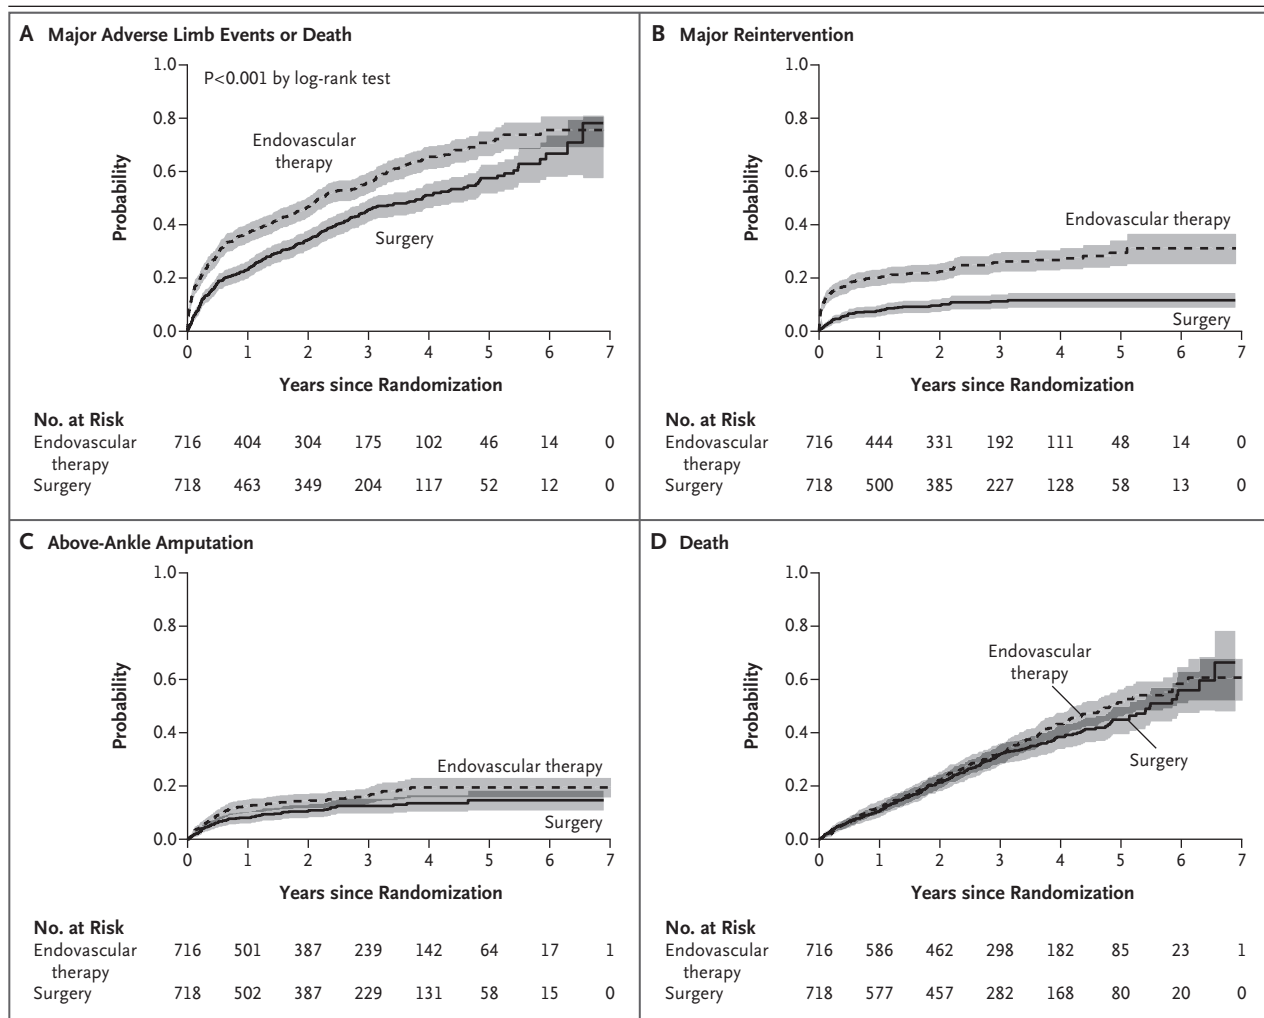 A Major Adverse Limb Events or Death
P<0.001 by log-rank test
Probability
1.0
0.8
0.6
0.4
0.2
0.0
Endovascular
therapy
Surgery
0 1 2 3 4 5 6 7
Years since Randomization
No. at Risk
Endovascular 716 404 304 175 102 46 14 0
therapy
Surgery 718 463 349 204 117 52 12 0
B Major Reintervention
Probability
1.0
0.8
0.6
0.4
0.2
0.0
Endovascular therapy
Surgery
0 1 2 3 4 5 6 7
Years since Randomization
No. at Risk
Endovascular 716 444 331 192 111 48 14 0
therapy
Surgery 718 500 385 227 128 58 13 0
C Above-Ankle Amputation
Probability
1.0
0.8
0.6
0.4
0.2
0.0
Endovascular therapy
Surgery
0 1 2 3 4 5 6 7
Years since Randomization
No. at Risk
Endovascular 716 501 387 239 142 64 17 1
therapy
Surgery 718 502 387 229 131 58 15 0
D Death
Probability
1.0
0.8
0.6
0.4
0.2
0.0
Endovascular
therapy
Surgery
0 1 2 3 4 5 6 7
Years since Randomization
No. at Risk
Endovascular 716 586 462 298 182 85 23 1
therapy
Surgery 718 577 457 282 168 80 20 0